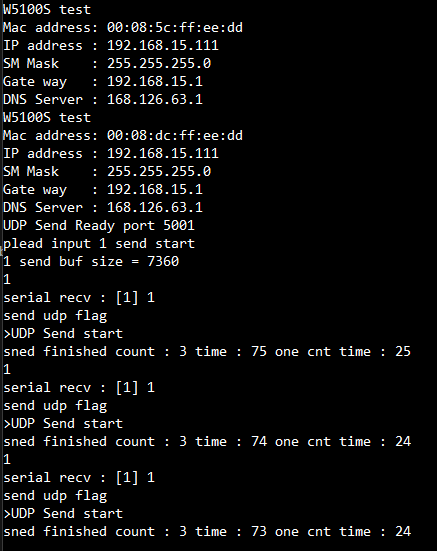 W5100S test
Mac address: 00:08:5c:ff:ee:dd
IP address : 192.168.15.111
SM Mask    : 255.255.255.0
Gate way   : 192.168.15.1
DNS Server : 168.126.63.1
W5100S test
Mac address: 00:08:dc:ff:ee:dd
IP address : 192.168.15.111
SM Mask    : 255.255.255.0
Gate way   : 192.168.15.1
DNS Server : 168.126.63.1
UDP Send Ready port 5001
plead input 1 send start
1 send buf size = 7360
1
serial recv : [1] 1
send udp flag
>UDP Send start
sned finished count : 3 time : 75 one cnt time : 25
1
serial recv : [1] 1
send udp flag
>UDP Send start
sned finished count : 3 time : 74 one cnt time : 24
1
serial recv : [1] 1
send udp flag
>UDP Send start
sned finished count : 3 time : 73 one cnt time : 24